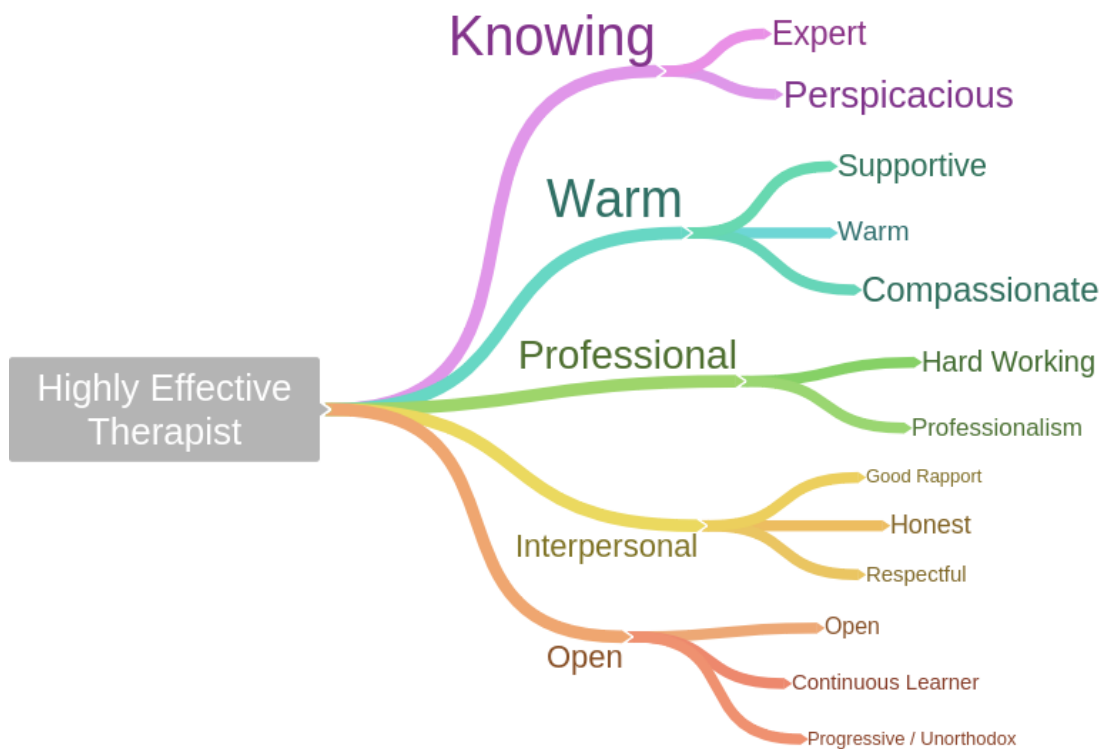 Highly Effective
Therapist
Knowing
Expert
Perspicacious
Warm
Supportive
Warm
Compassionate
Professional
Hard Working
Professionalism
Interpersonal
Good Rapport
Honest
Respectful
Open
Open
Continuous Learner
Progressive / Unorthodox